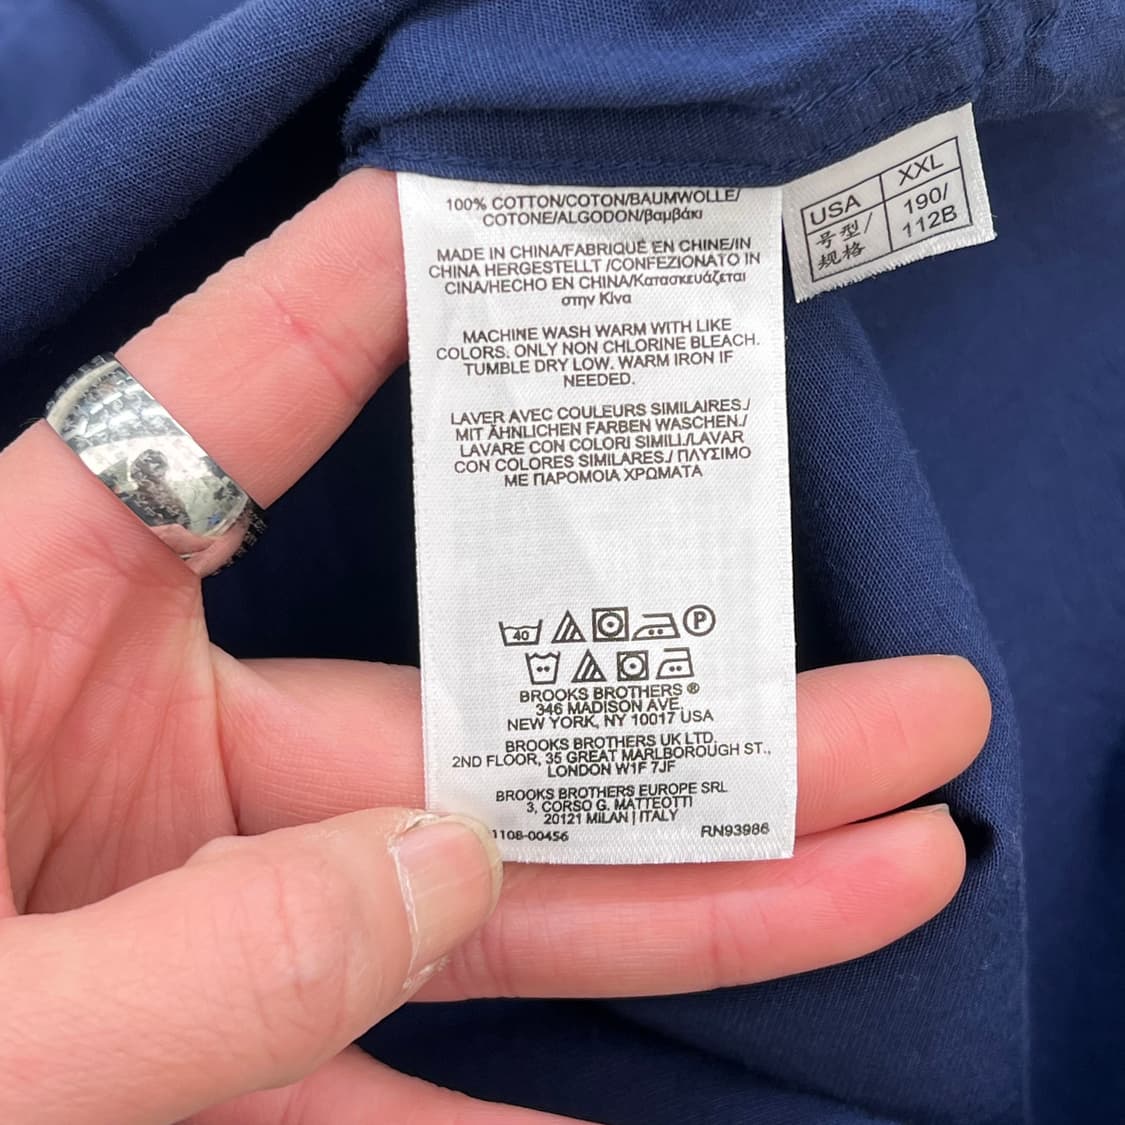 100% COTTON/COTON/BAUMWOLLE/
COTONE/ALGODON/βαμβάκι
MADE IN CHINA/FABRIQUÉ EN CHINE/IN
CHINA HERGESTELLT /CONFEZIONATO IN
CINA/HECHO EN CHINA/Κατασκευάζεται
στην Κίνα
MACHINE WASH WARM WITH LIKE
COLORS. ONLY NON CHLORINE BLEACH.
TUMBLE DRY LOW. WARM IRON IF
NEEDED.
LAVER AVEC COULEURS SIMILAIRES./
MIT ÄHNLICHEN FARBEN WASCHEN./
LAVARE CON COLORI SIMILI./LAVAR
CON COLORES SIMILARES./ ΠΛΥΣΙΜΟ
ΜΕ ΠΑΡΟΜΟΙΑ ΧΡΩΜΑΤΑ
40 P
BROOKS BROTHERS ®
346 MADISON AVE.
NEW YORK, NY 10017 USA
BROOKS BROTHERS UK LTD.
2ND FLOOR, 35 GREAT MARLBOROUGH ST.,
LONDON W1F 7JF
BROOKS BROTHERS EUROPE SRL
3, CORSO G. MATTEOTTI
20121 MILAN | ITALY
1108-00456 RN93986
USA XXL
号型/ 190/
规格 112B